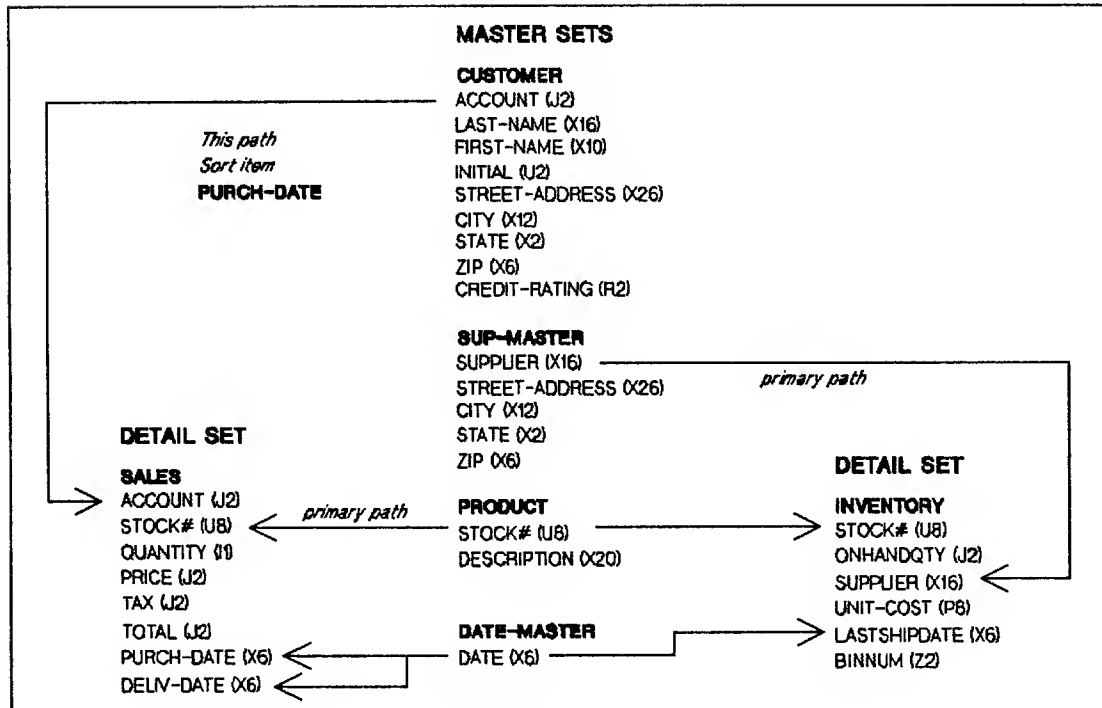 MASTER SETS
CUSTOMER
ACCOUNT (J2)
LAST-NAME (X16)
FIRST-NAME (X10)
INITIAL (U2)
STREET-ADDRESS (X26)
CITY (X12)
STATE (X2)
ZIP (X6)
CREDIT-RATING (R2)
This path
Sort item
PURCH-DATE
SUP-MASTER
SUPPLIER (X16)
STREET-ADDRESS (X26)
CITY (X12)
STATE (X2)
ZIP (X6)
primary path
DETAIL SET
SALES
ACCOUNT (J2)
STOCK# (U8)
QUANTITY (I1)
PRICE (J2)
TAX (J2)
TOTAL (J2)
PURCH-DATE (X6)
DELIV-DATE (X6)
primary path
PRODUCT
STOCK# (U8)
DESCRIPTION (X20)
DATE-MASTER
DATE (X6)
DETAIL SET
INVENTORY
STOCK# (U8)
ONHANDQTY (J2)
SUPPLIER (X16)
UNIT-COST (P8)
LASTSHIPDATE (X6)
BINNUM (Z2)